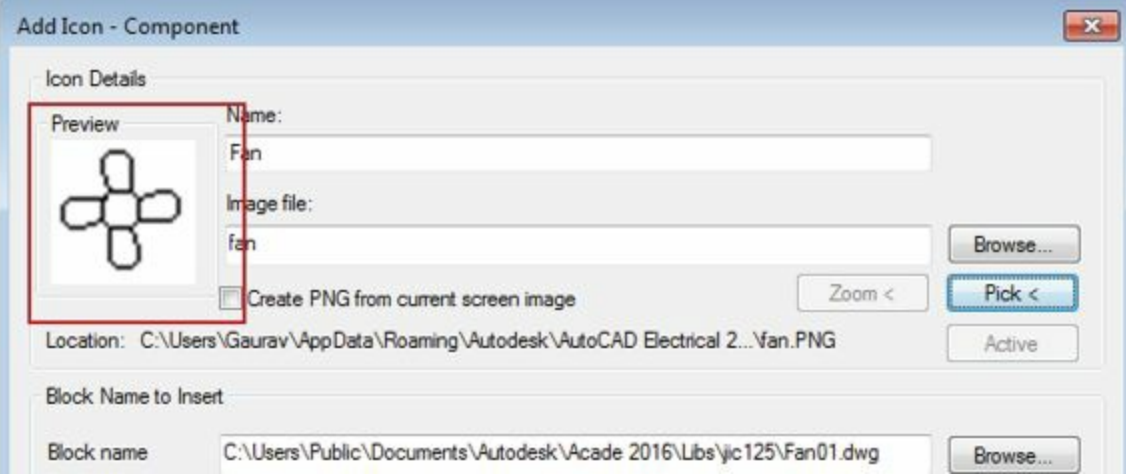 Add Icon - Component
Icon Details
Preview
Name:
Fan
Image file:
fan
Browse...
Create PNG from current screen image
Zoom <
Pick <
Location: C:\Users\Gaurav\AppData\Roaming\Autodesk\AutoCAD Electrical 2...\fan.PNG
Active
Block Name to Insert
Block name
C:\Users\Public\Documents\Autodesk\Acade 2016\Libs\jic125\Fan01.dwg
Browse...